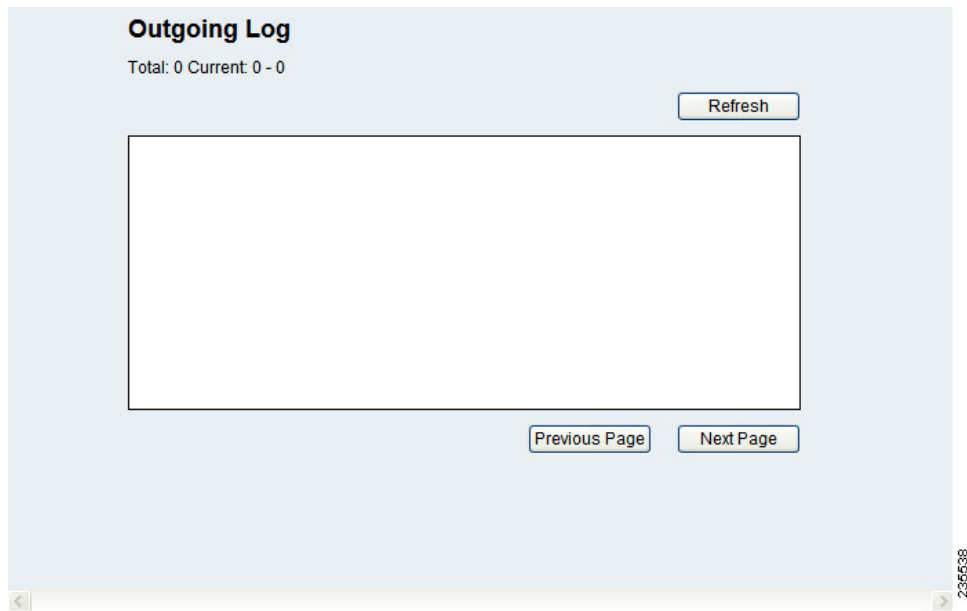 Outgoing Log
Total: 0 Current: 0 - 0
Refresh
Previous Page
Next Page
235538